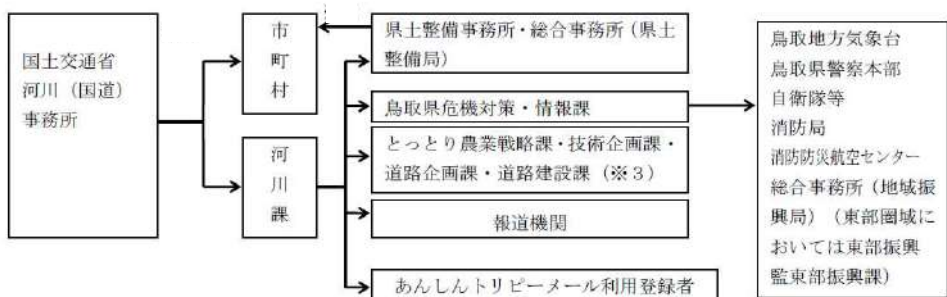 国土交通省
河川（国道）
事務所
市
町
村
河
川
課
県土整備事務所・総合事務所（県土
整備局）
鳥取県危機対策・情報課
とっとり農業戦略課・技術企画課・
道路企画課・道路建設課（※３）
報道機関
あんしんトリピーメール利用登録者
鳥取地方気象台
鳥取県警察本部
自衛隊等
消防局
消防防災航空センター
総合事務所（地域振
興局）（東部圏域に
おいては東部振興
監東部振興課）